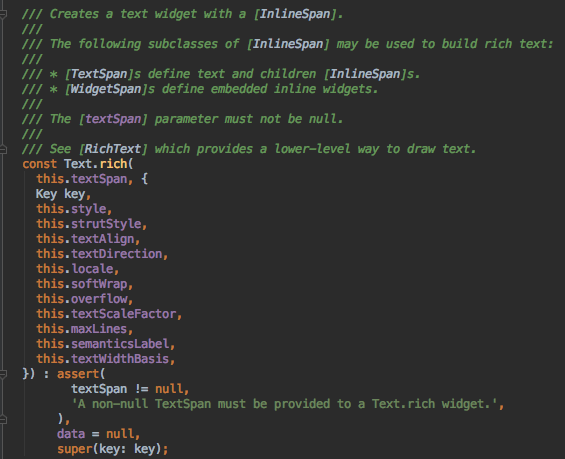 /// Creates a text widget with a [InlineSpan].
///
/// The following subclasses of [InlineSpan] may be used to build rich text:
///
/// * [TextSpan]s define text and children [InlineSpan]s.
/// * [WidgetSpan]s define embedded inline widgets.
///
/// The [textSpan] parameter must not be null.
///
/// See [RichText] which provides a lower-level way to draw text.
const Text.rich(
  this.textSpan, {
  Key key,
  this.style,
  this.strutStyle,
  this.textAlign,
  this.textDirection,
  this.locale,
  this.softWrap,
  this.overflow,
  this.textScaleFactor,
  this.maxLines,
  this.semanticsLabel,
  this.textWidthBasis,
}) : assert(
       textSpan != null,
       'A non-null TextSpan must be provided to a Text.rich widget.',
     ),
     data = null,
     super(key: key);